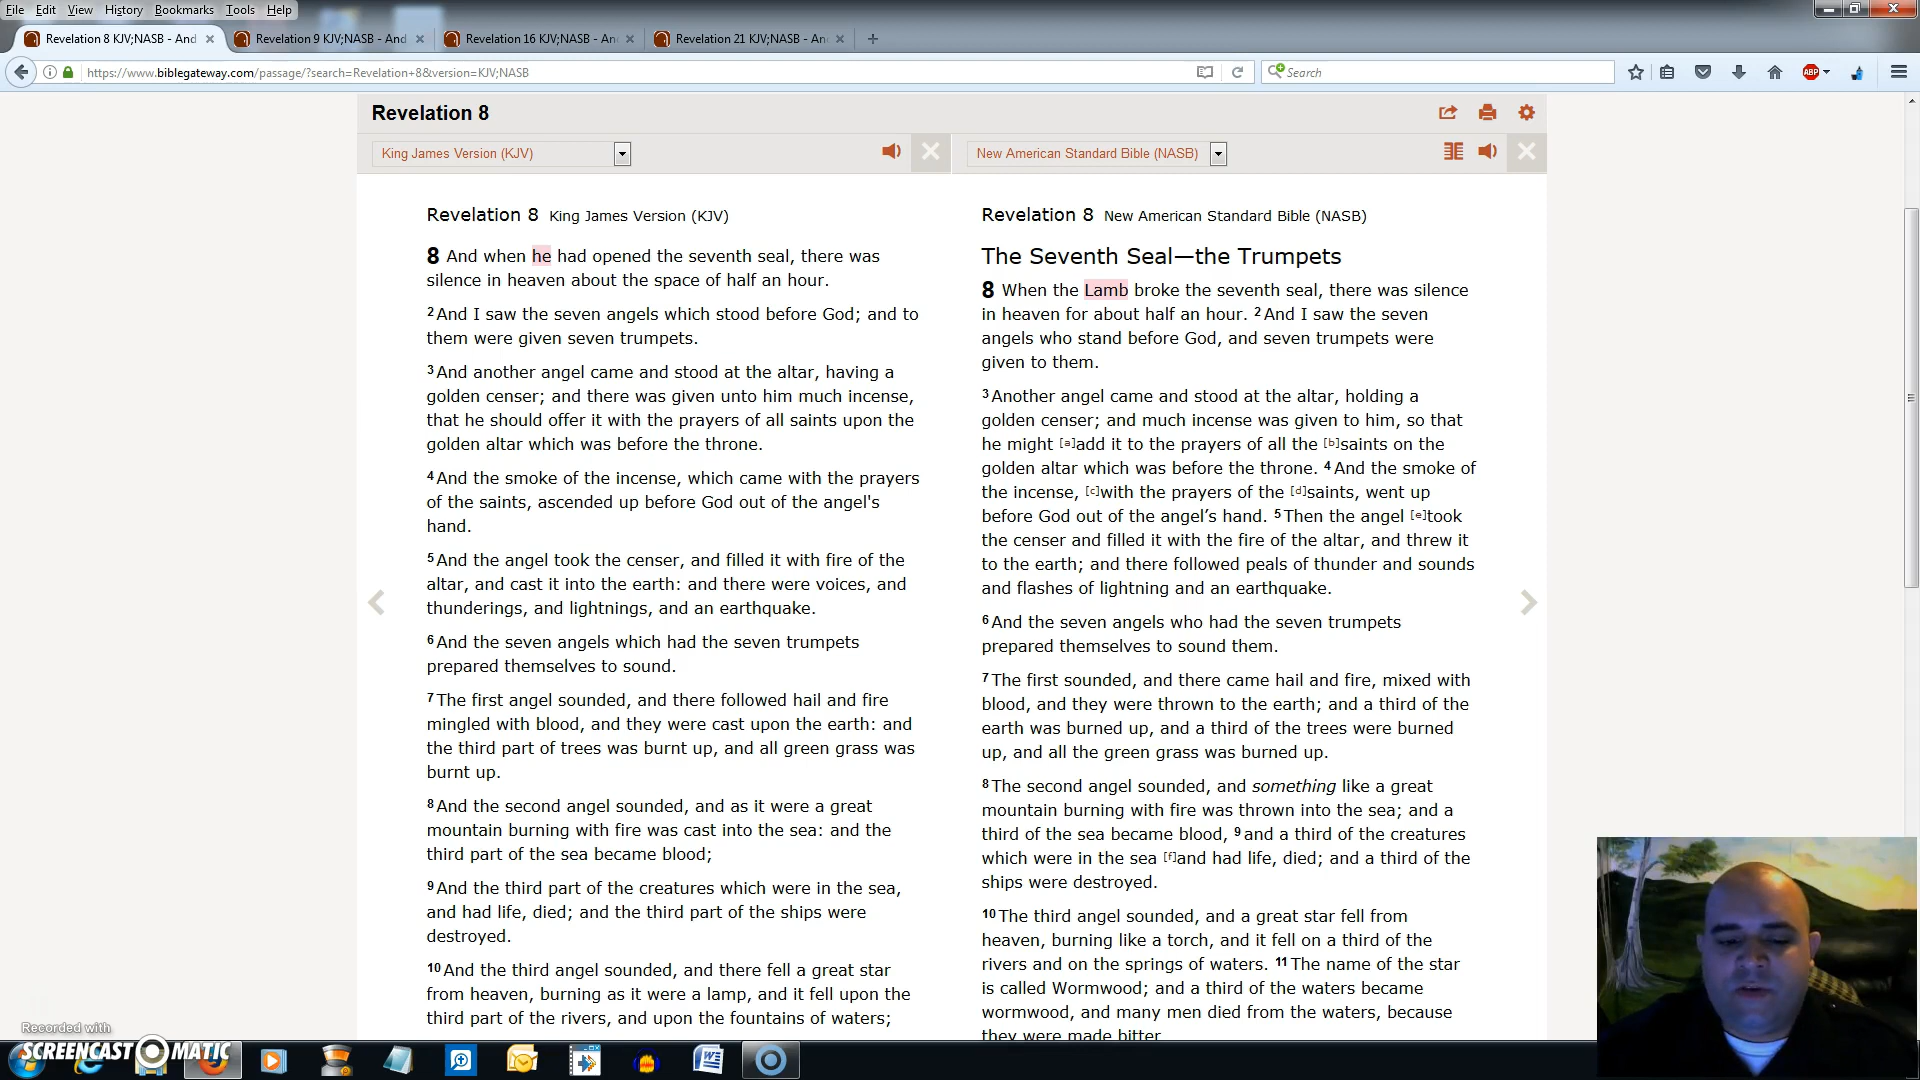 File Edit View History Bookmarks Tools Help
Revelation 8 KJV;NASB - And
Revelation 9 KJV;NASB - And
Revelation 16 KJV;NASB - An
Revelation 21 KJV;NASB - An
https://www.biblegateway.com/passage/?search=Revelation+8&version=KJV;NASB
Search
ABP
Revelation 8
King James Version (KJV)
New American Standard Bible (NASB)
Revelation 8 King James Version (KJV)
8 And when he had opened the seventh seal, there was
silence in heaven about the space of half an hour.
2 And I saw the seven angels which stood before God; and to
them were given seven trumpets.
3 And another angel came and stood at the altar, having a
golden censer; and there was given unto him much incense,
that he should offer it with the prayers of all saints upon the
golden altar which was before the throne.
4 And the smoke of the incense, which came with the prayers
of the saints, ascended up before God out of the angel's
hand.
5 And the angel took the censer, and filled it with fire of the
altar, and cast it into the earth: and there were voices, and
thunderings, and lightnings, and an earthquake.
6 And the seven angels which had the seven trumpets
prepared themselves to sound.
7 The first angel sounded, and there followed hail and fire
mingled with blood, and they were cast upon the earth: and
the third part of trees was burnt up, and all green grass was
burnt up.
8 And the second angel sounded, and as it were a great
mountain burning with fire was cast into the sea: and the
third part of the sea became blood;
9 And the third part of the creatures which were in the sea,
and had life, died; and the third part of the ships were
destroyed.
10 And the third angel sounded, and there fell a great star
from heaven, burning as it were a lamp, and it fell upon the
third part of the rivers, and upon the fountains of waters;
Revelation 8 New American Standard Bible (NASB)
The Seventh Seal—the Trumpets
8 When the Lamb broke the seventh seal, there was silence
in heaven for about half an hour. 2 And I saw the seven
angels who stand before God, and seven trumpets were
given to them.
3 Another angel came and stood at the altar, holding a
golden censer; and much incense was given to him, so that
he might [a]add it to the prayers of all the [b]saints on the
golden altar which was before the throne. 4 And the smoke of
the incense, [c]with the prayers of the [d]saints, went up
before God out of the angel’s hand. 5 Then the angel [e]took
the censer and filled it with the fire of the altar, and threw it
to the earth; and there followed peals of thunder and sounds
and flashes of lightning and an earthquake.
6 And the seven angels who had the seven trumpets
prepared themselves to sound them.
7 The first sounded, and there came hail and fire, mixed with
blood, and they were thrown to the earth; and a third of the
earth was burned up, and a third of the trees were burned
up, and all the green grass was burned up.
8 The second angel sounded, and something like a great
mountain burning with fire was thrown into the sea; and a
third of the sea became blood, 9 and a third of the creatures
which were in the sea [f]and had life, died; and a third of the
ships were destroyed.
10 The third angel sounded, and a great star fell from
heaven, burning like a torch, and it fell on a third of the
rivers and on the springs of waters. 11 The name of the star
is called Wormwood; and a third of the waters became
wormwood, and many men died from the waters, because
they were made bitter
Recorded with
SCREENCAST MATIC